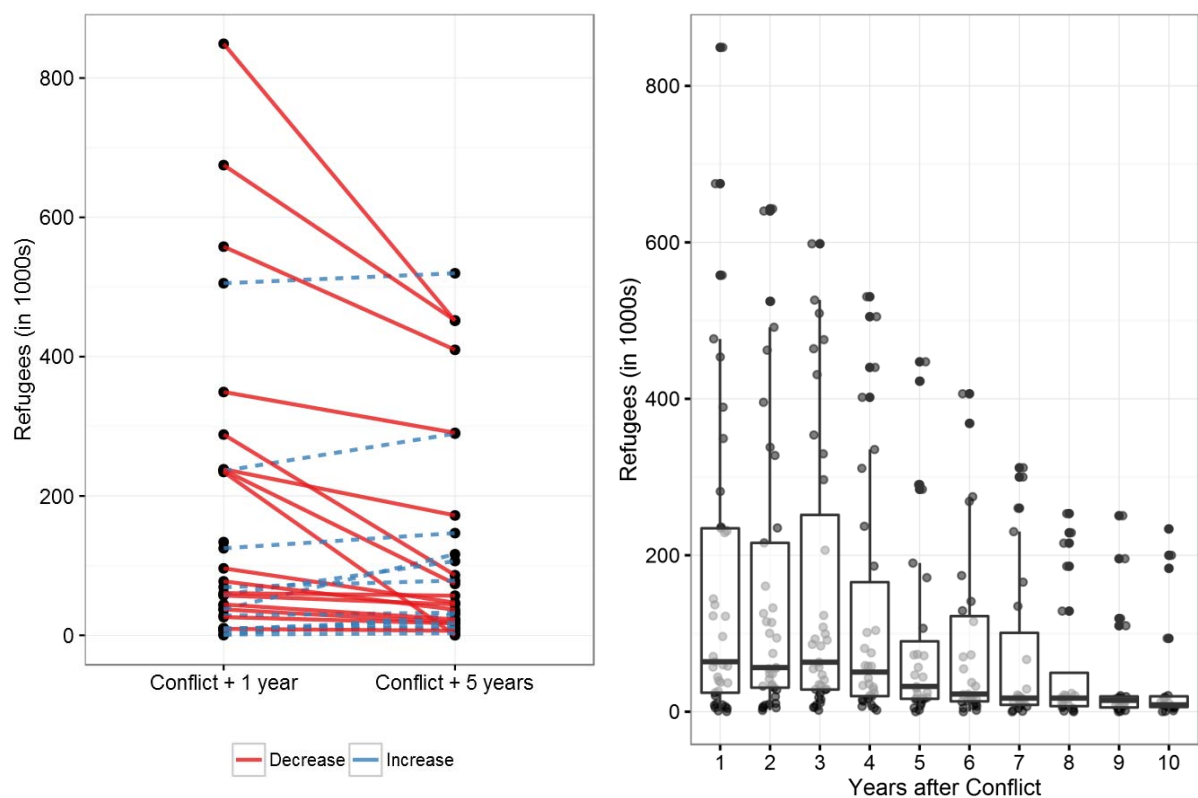 Refugees (in 1000s)
800
600
400
200
0
Conflict + 1 year
Conflict + 5 years
Decrease
Increase
Refugees (in 1000s)
800
600
400
200
0
1 2 3 4 5 6 7 8 9 10
Years after Conflict